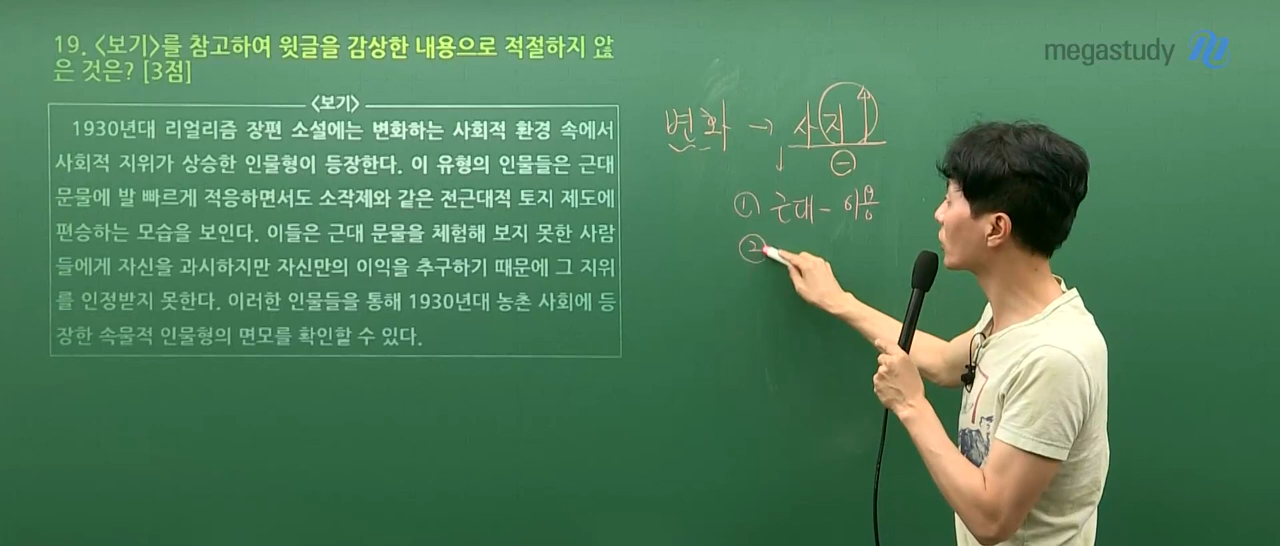 19. <보기>를 참고하여 윗글을 감상한 내용으로 적절하지 않
은 것은? [3점]
<보기>
1930년대 리얼리즘 장편 소설에는 변화하는 사회적 환경 속에서
사회적 지위가 상승한 인물형이 등장한다. 이 유형의 인물들은 근대
문물에 발 빠르게 적응하면서도 소작제와 같은 전근대적 토지 제도에
편승하는 모습을 보인다. 이들은 근대 문물을 체험해 보지 못한 사람
들에게 자신을 과시하지만 자신만의 이익을 추구하기 때문에 그 지위
를 인정받지 못한다. 이러한 인물들을 통해 1930년대 농촌 사회에 등
장한 속물적 인물형의 면모를 확인할 수 있다.
megastudy
변화 → 사지↑
㊀
① 근대 - 이용
②